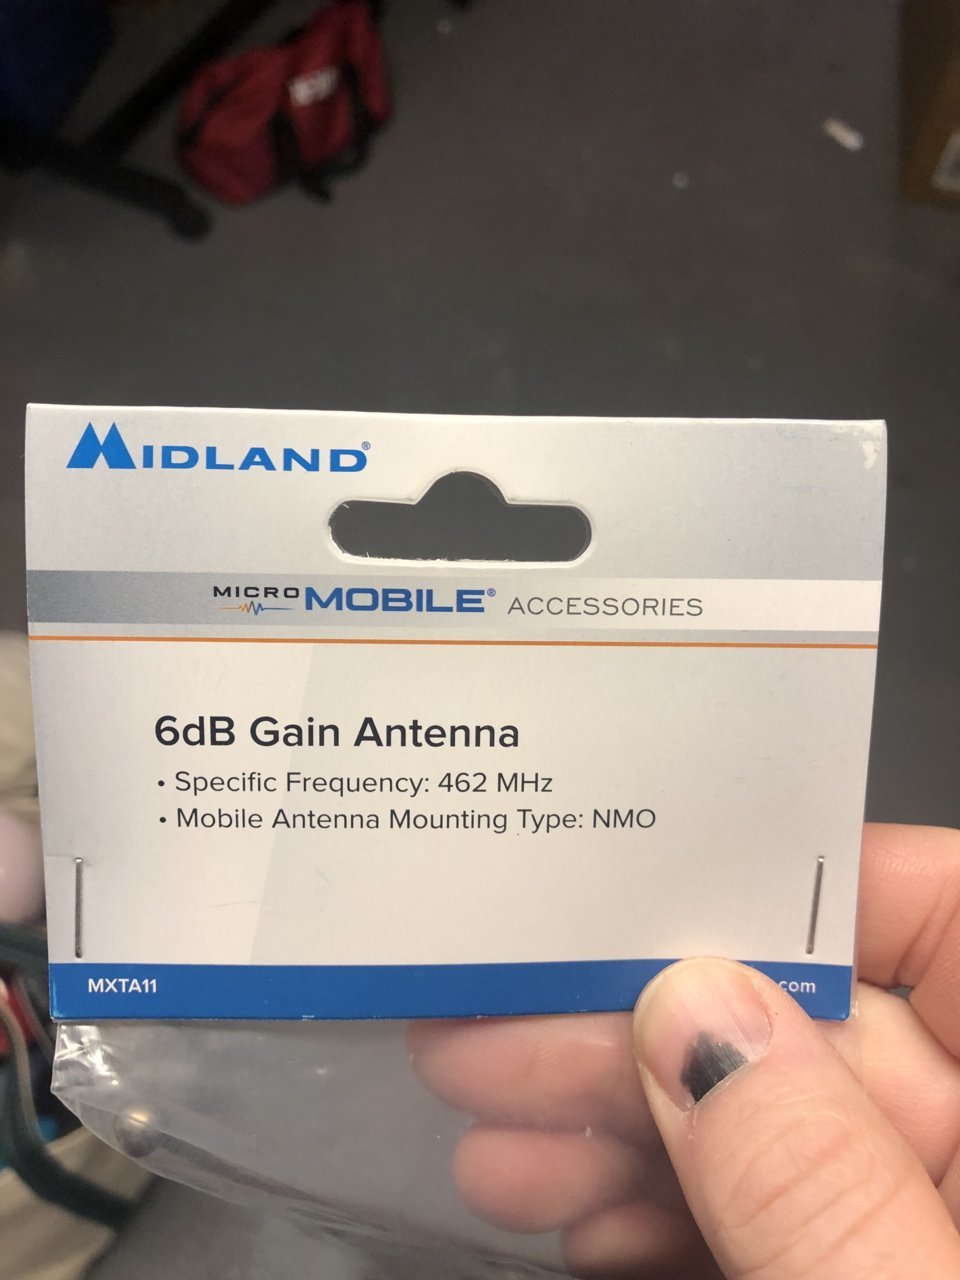 MIDLAND®
MICRO MOBILE® ACCESSORIES
6dB Gain Antenna
• Specific Frequency: 462 MHz
• Mobile Antenna Mounting Type: NMO
MXTA11
.com